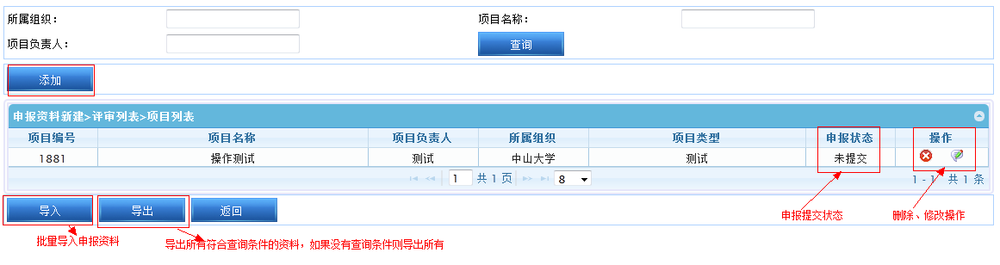 所属组织： 项目名称：
项目负责人： 查询
添加
申报资料新建>评审列表>项目列表
项目编号 项目名称 项目负责人 所属组织 项目类型 申报状态 操作
1881 操作测试 测试 中山大学 测试 未提交
1 共 1 页 8 1 - 1 共 1 条
导入 导出 返回
申报提交状态 删除、修改操作
批量导入申报资料
导出所有符合查询条件的资料，如果没有查询条件则导出所有